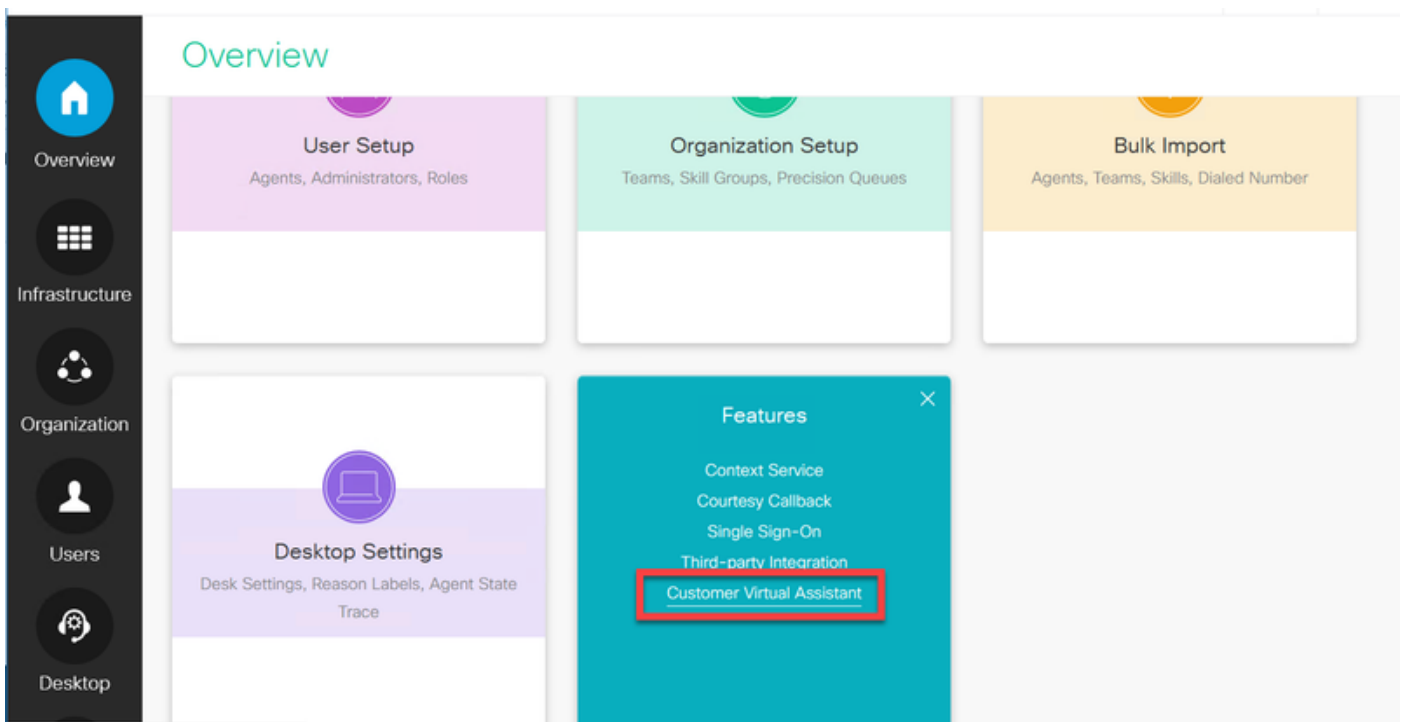 Overview
Overview
Infrastructure
Organization
Users
Desktop
User Setup
Agents, Administrators, Roles
Organization Setup
Teams, Skill Groups, Precision Queues
Bulk Import
Agents, Teams, Skills, Dialed Number
Desktop Settings
Desk Settings, Reason Labels, Agent State
Trace
Features
Context Service
Courtesy Callback
Single Sign-On
Third-party Integration
Customer Virtual Assistant